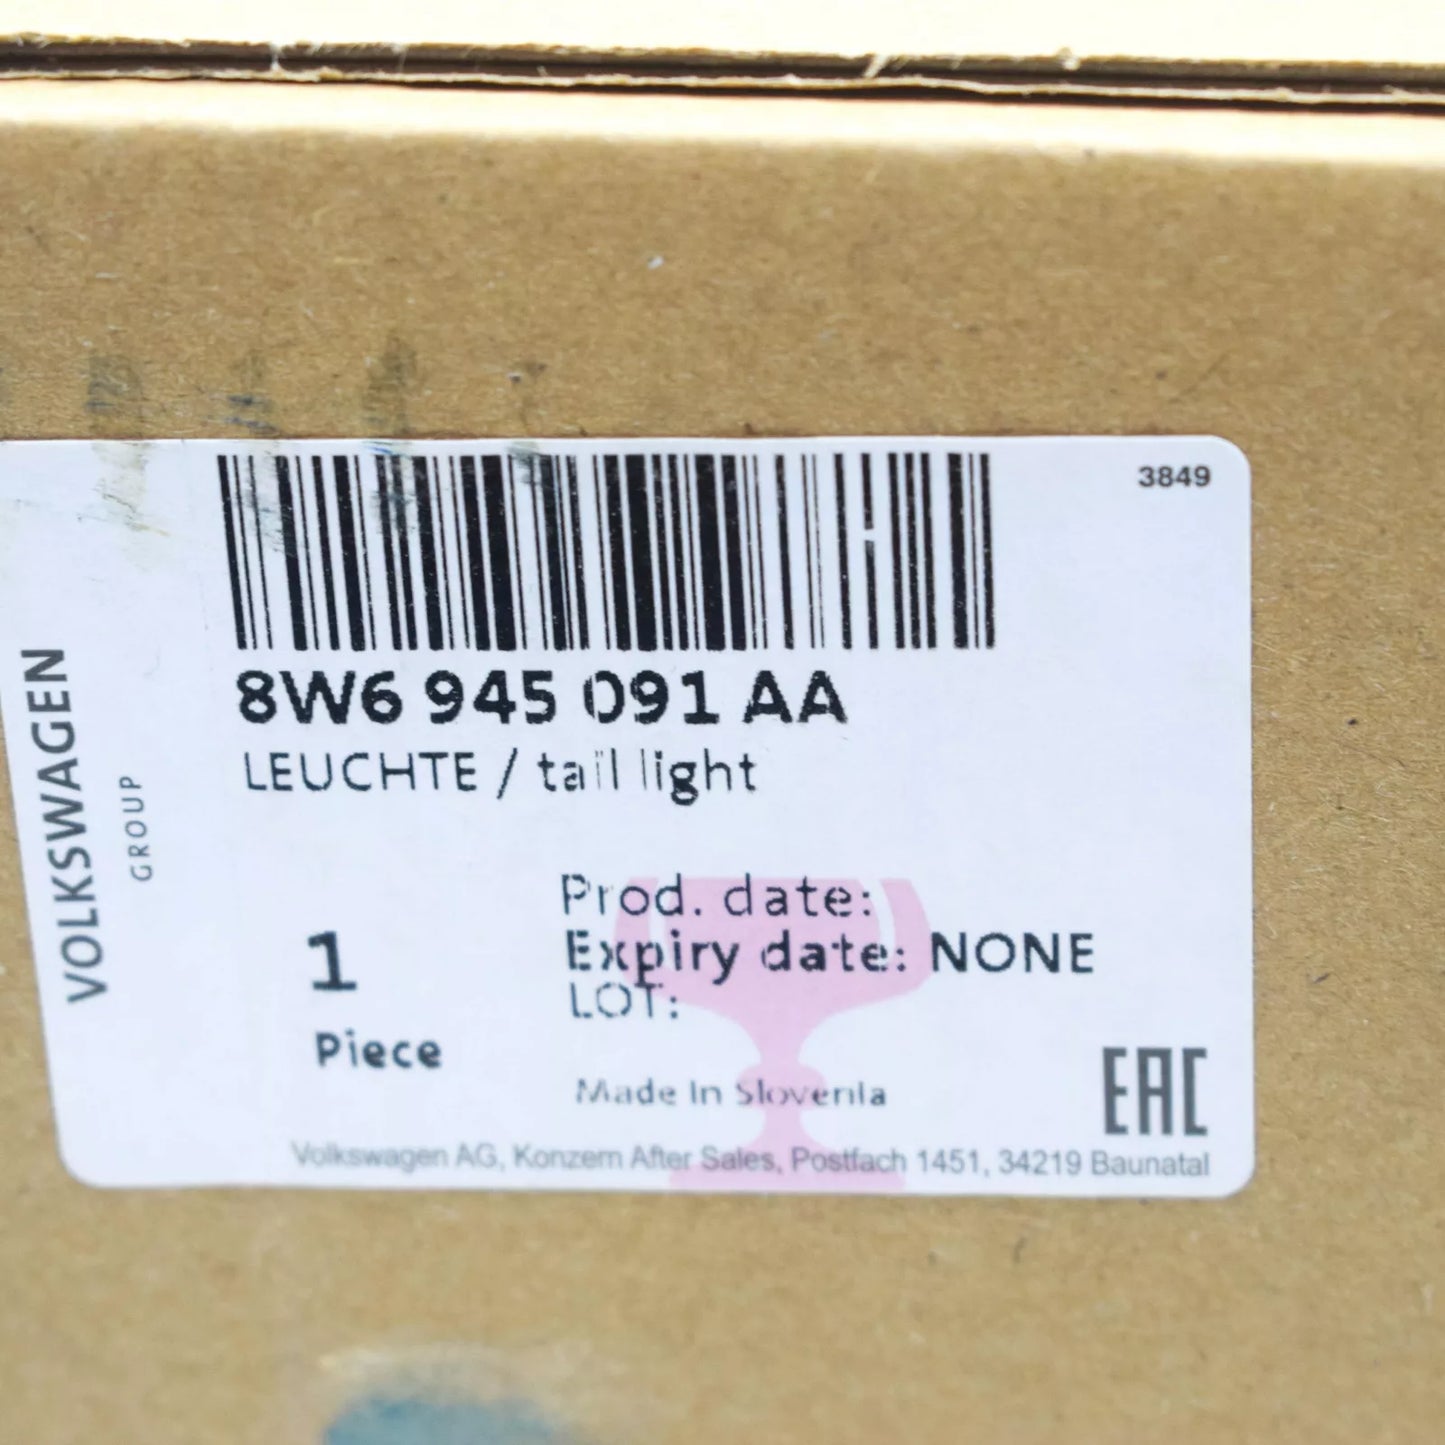 3849
8W6 945 091 AA
LEUCHTE / tail light
VOLKSWAGEN
GROUP
Prod. date:
1
Expiry date: NONE
LOT:
Piece
Made In Slovenia
EAC
Volkswagen AG, Konzern After Sales, Postfach 1451, 34219 Baunatal